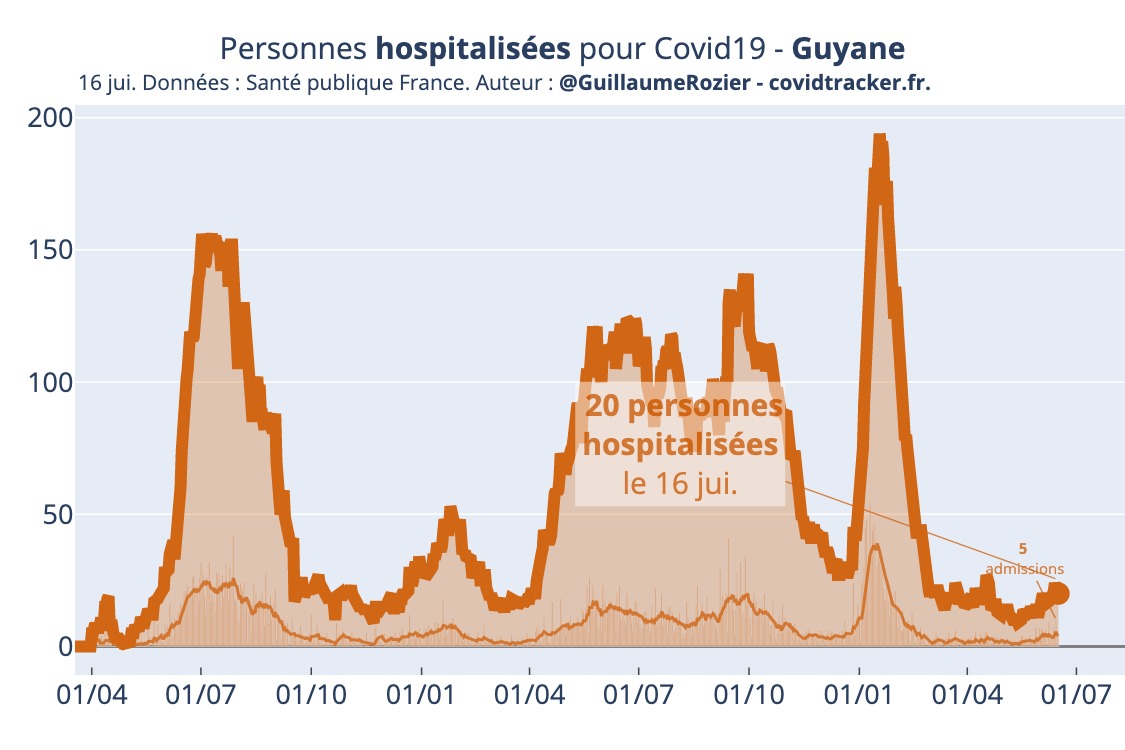 Personnes hospitalisées pour Covid19 - Guyane
16 jui. Données : Santé publique France. Auteur : @GuillaumeRozier - covidtracker.fr.
200
150
100
50
0
20 personnes
hospitalisées
le 16 jui.
5
admissions
01/04 01/07 01/10 01/01 01/04 01/07 01/10 01/01 01/04 01/07